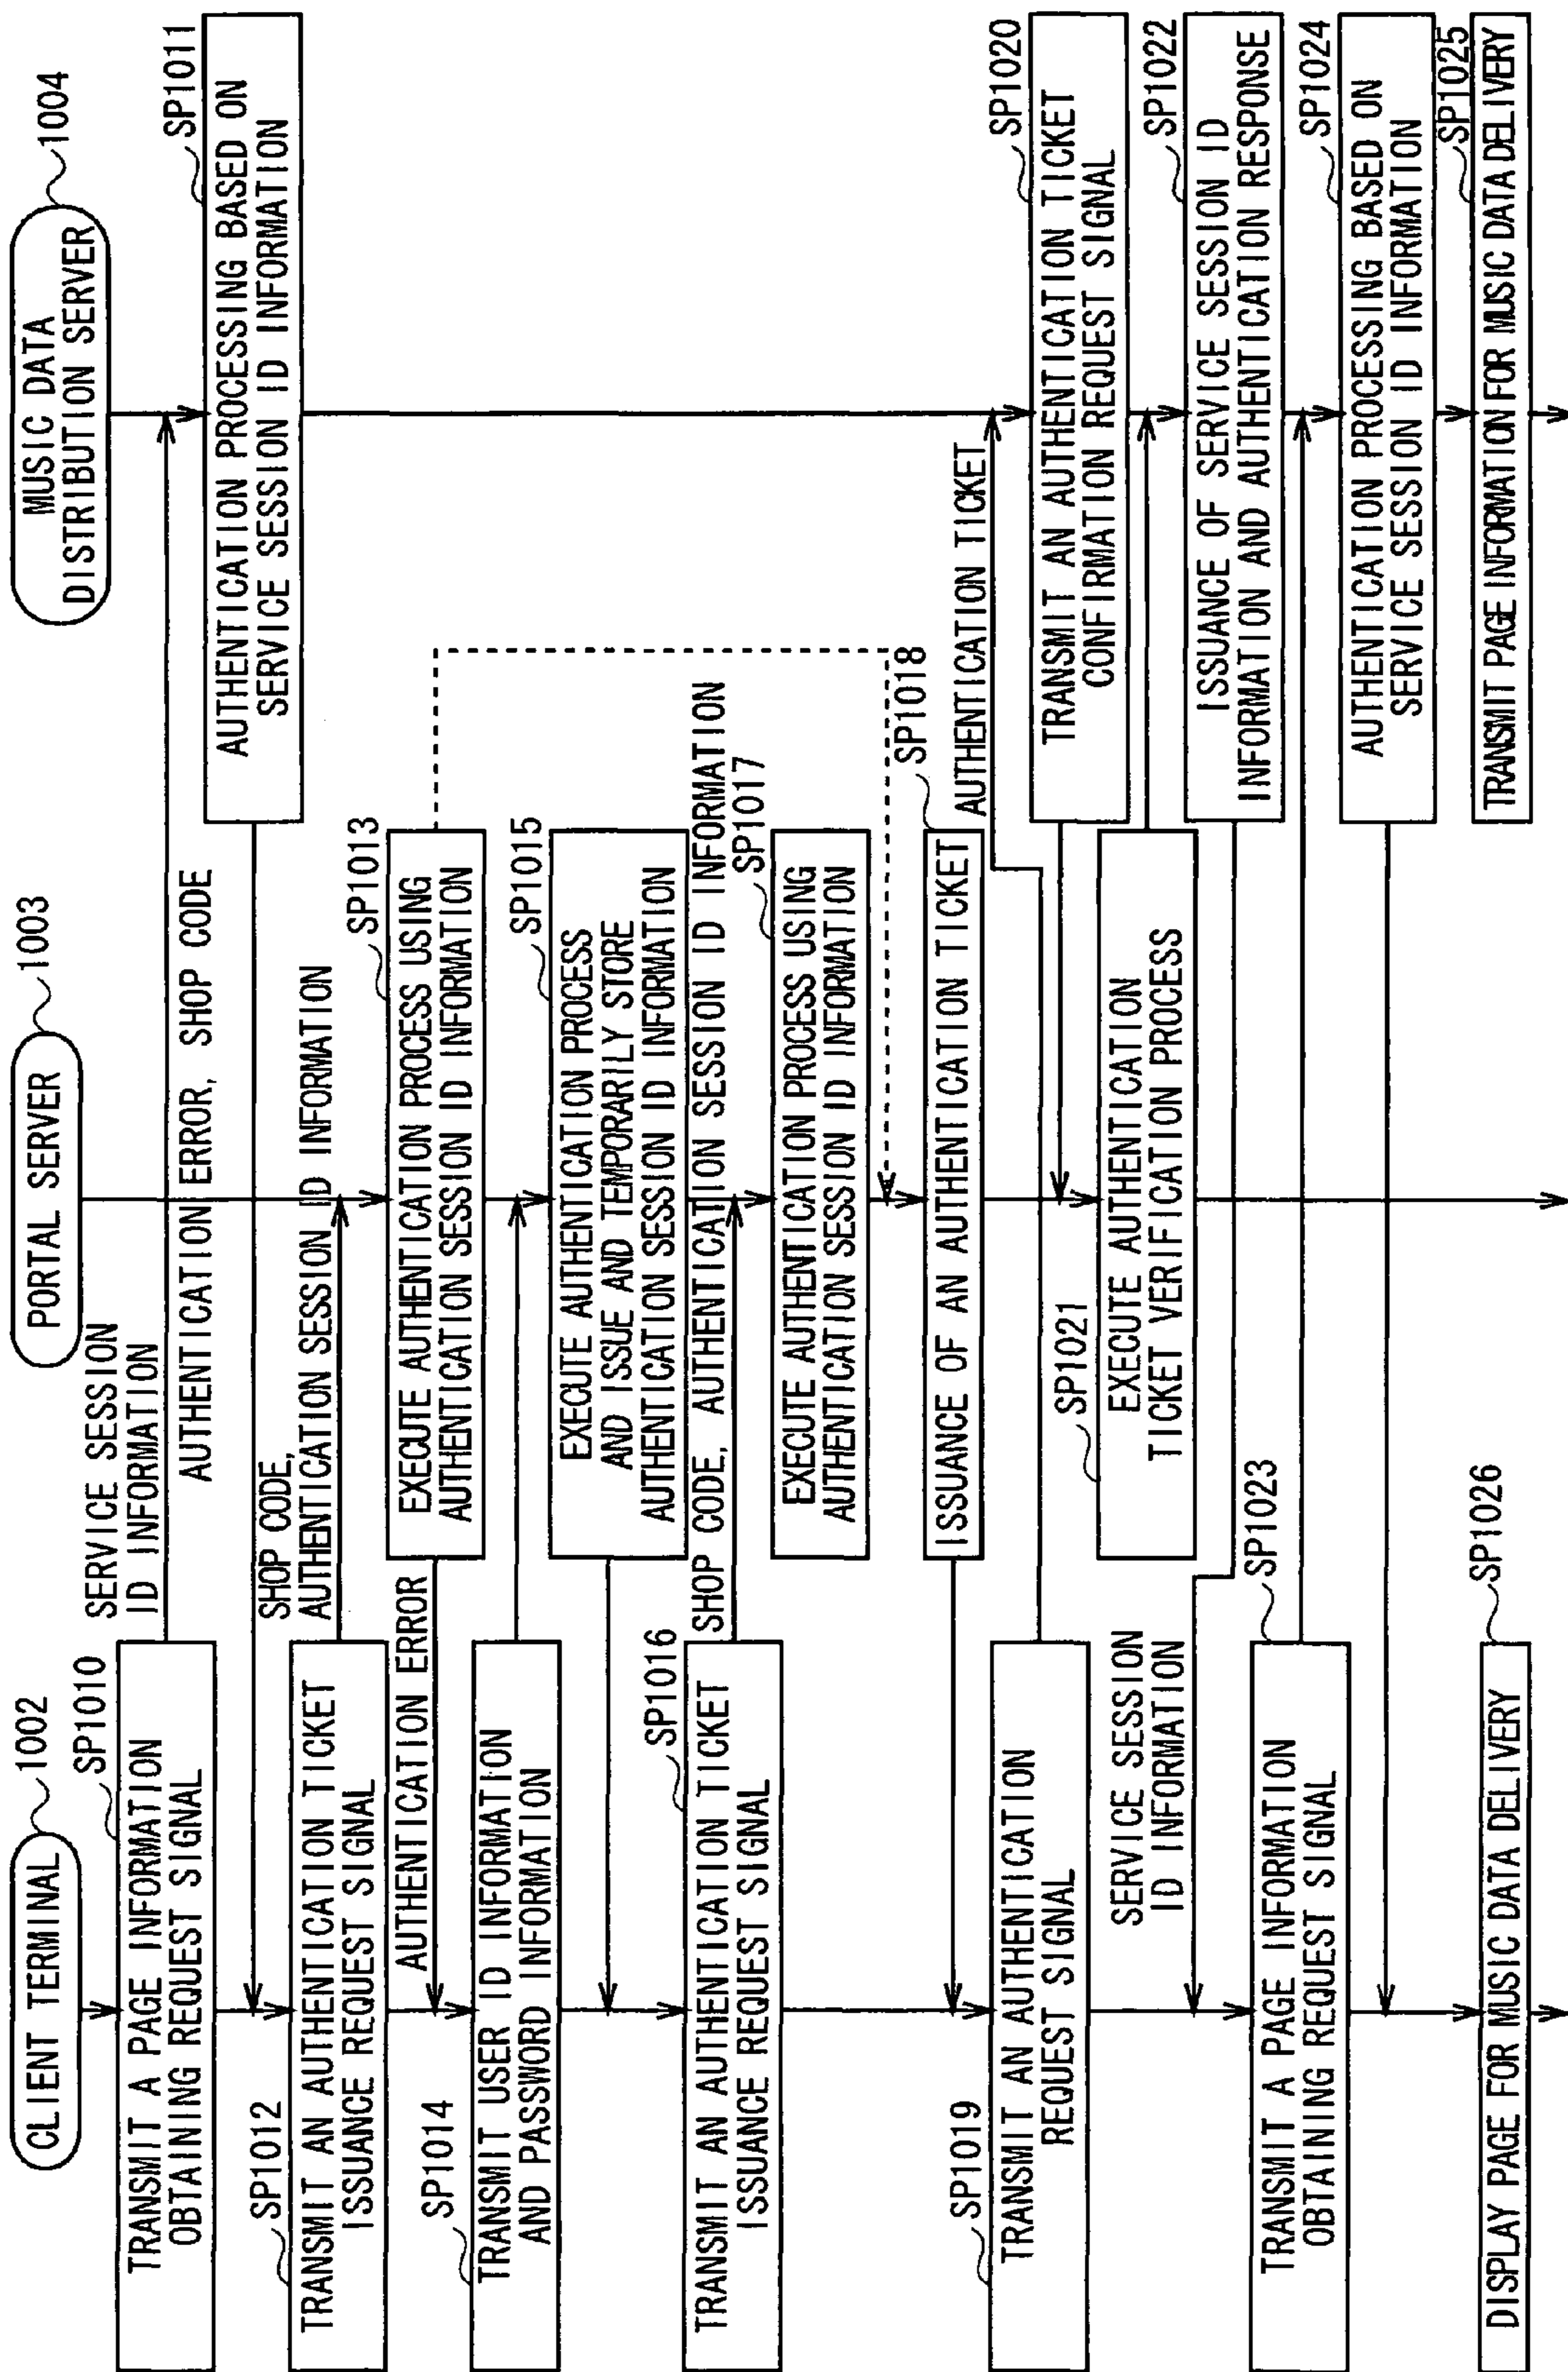 CLIENT TERMINAL
1002
PORTAL SERVER
1003
MUSIC DATA
DISTRIBUTION SERVER
1004
SP1010
TRANSMIT A PAGE INFORMATION
OBTAINING REQUEST SIGNAL
SERVICE SESSION
ID INFORMATION
SP1011
AUTHENTICATION PROCESSING BASED ON
SERVICE SESSION ID INFORMATION
AUTHENTICATION ERROR, SHOP CODE
SP1012
TRANSMIT AN AUTHENTICATION TICKET
ISSUANCE REQUEST SIGNAL
SHOP CODE,
AUTHENTICATION SESSION ID INFORMATION
SP1013
EXECUTE AUTHENTICATION PROCESS USING
AUTHENTICATION SESSION ID INFORMATION
AUTHENTICATION ERROR
SP1014
TRANSMIT USER ID INFORMATION
AND PASSWORD INFORMATION
SP1015
EXECUTE AUTHENTICATION PROCESS
AND ISSUE AND TEMPORARILY STORE
AUTHENTICATION SESSION ID INFORMATION
SP1016
TRANSMIT AN AUTHENTICATION TICKET
ISSUANCE REQUEST SIGNAL
SHOP CODE, AUTHENTICATION SESSION ID INFORMATION
SP1017
EXECUTE AUTHENTICATION PROCESS USING
AUTHENTICATION SESSION ID INFORMATION
SP1018
ISSUANCE OF AN AUTHENTICATION TICKET
SP1019
TRANSMIT AN AUTHENTICATION
REQUEST SIGNAL
AUTHENTICATION TICKET
SP1020
TRANSMIT AN AUTHENTICATION TICKET
CONFIRMATION REQUEST SIGNAL
SP1021
EXECUTE AUTHENTICATION
TICKET VERIFICATION PROCESS
SP1022
ISSUANCE OF SERVICE SESSION ID
INFORMATION AND AUTHENTICATION RESPONSE
SERVICE SESSION
ID INFORMATION
SP1023
TRANSMIT A PAGE INFORMATION
OBTAINING REQUEST SIGNAL
SP1024
AUTHENTICATION PROCESSING BASED ON
SERVICE SESSION ID INFORMATION
SP1025
TRANSMIT PAGE INFORMATION FOR MUSIC DATA DELIVERY
SP1026
DISPLAY PAGE FOR MUSIC DATA DELIVERY